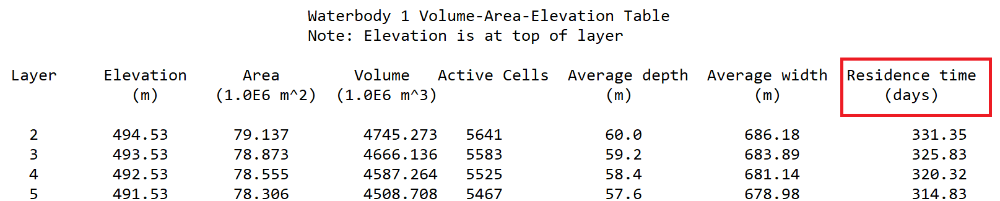 Waterbody 1 Volume-Area-Elevation Table
Note: Elevation is at top of layer
Layer Elevation Area Volume Active Cells Average depth Average width Residence time
(m) (1.0E6 m^2) (1.0E6 m^3) (m) (m) (days)
2 494.53 79.137 4745.273 5641 60.0 686.18 331.35
3 493.53 78.873 4666.136 5583 59.2 683.89 325.83
4 492.53 78.555 4587.264 5525 58.4 681.14 320.32
5 491.53 78.306 4508.708 5467 57.6 678.98 314.83